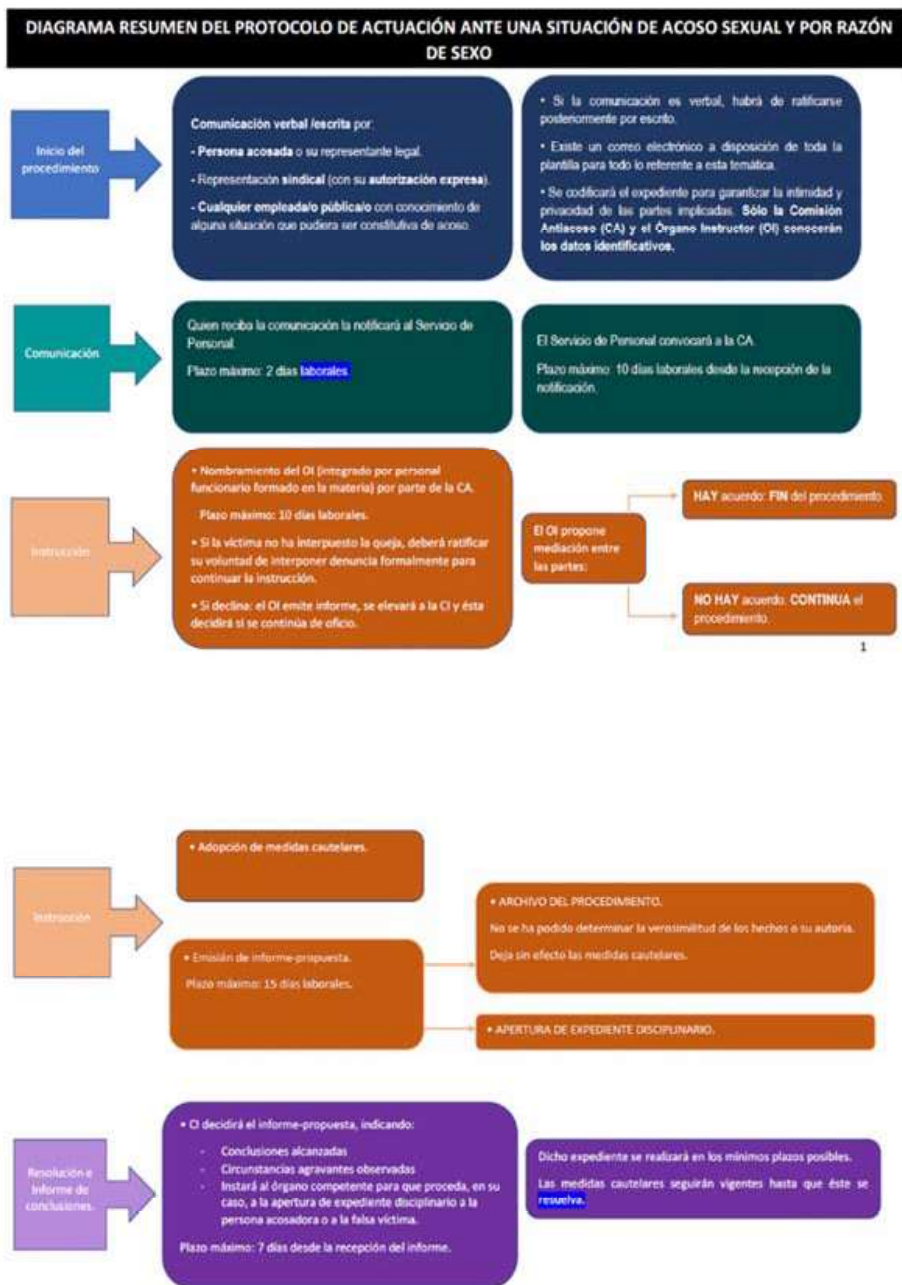 DIAGRAMA RESUMEN DEL PROTOCOLO DE ACTUACIÓN ANTE UNA SITUACIÓN DE ACOSO SEXUAL Y POR RAZÓN
DE SEXO
Inicio del
procedimiento
Comunicación verbal /escrita por:
- Persona acosada o su representante legal.
- Representación sindical (con su autorización expresa).
- Cualquier empleada/o pública/o con conocimiento de
alguna situación que pudiera ser constitutiva de acoso.
• Si la comunicación es verbal, habrá de ratificarse
posteriormente por escrito.
• Existe un correo electrónico a disposición de toda la
plantilla para todo lo referente a esta temática.
• Se codificará el expediente para garantizar la intimidad y
privacidad de las partes implicadas. Sólo la Comisión
Antiacoso (CA) y el Órgano Instructor (OI) conocerán
los datos identificativos.
Comunicación
Quien reciba la comunicación la notificará al Servicio de
Personal.
Plazo máximo: 2 días laborales.
El Servicio de Personal convocará a la CA.
Plazo máximo: 10 días laborales desde la recepción de la
notificación.
Instrucción
• Nombramiento del OI (integrado por personal
funcionario formado en la materia) por parte de la CA.
Plazo máximo: 10 días laborales.
• Si la víctima no ha interpuesto la queja, deberá ratificar
su voluntad de interponer denuncia formalmente para
continuar la instrucción.
• Si declina: el OI emite informe, se elevará a la CI y ésta
decidirá si se continúa de oficio.
El OI propone
mediación entre
las partes:
HAY acuerdo: FIN del procedimiento.
NO HAY acuerdo: CONTINUA el
procedimiento.
1
Instrucción
• Adopción de medidas cautelares.
• Emisión de informe-propuesta.
Plazo máximo: 15 días laborales.
• ARCHIVO DEL PROCEDIMIENTO.
No se ha podido determinar la verosimilitud de los hechos o su autoría.
Deja sin efecto las medidas cautelares.
• APERTURA DE EXPEDIENTE DISCIPLINARIO.
Resolución e
Informe de
conclusiones.
• CI decidirá el informe-propuesta, indicando:
- Conclusiones alcanzadas
- Circunstancias agravantes observadas
- Instará al órgano competente para que proceda, en su
caso, a la apertura de expediente disciplinario a la
persona acosadora o a la falsa víctima.
Plazo máximo: 7 días desde la recepción del informe.
Dicho expediente se realizará en los mínimos plazos posibles.
Las medidas cautelares seguirán vigentes hasta que éste se
resuelva.